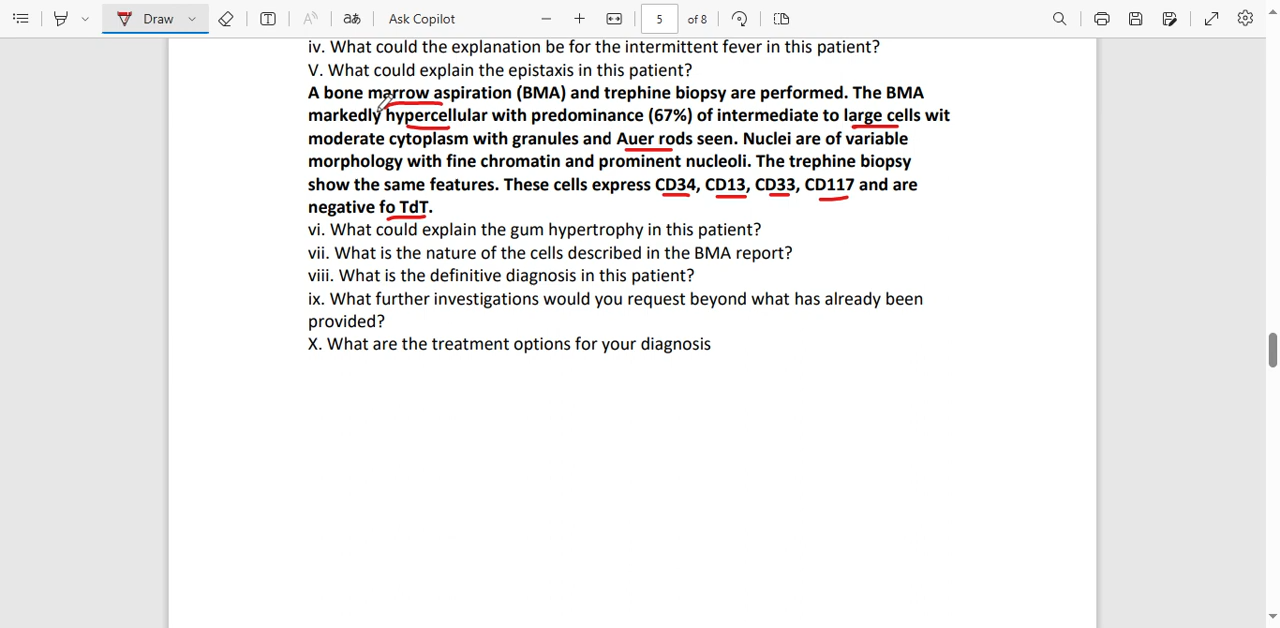 Draw
Ask Copilot
5 of 8
iv. What could the explanation be for the intermittent fever in this patient?
V. What could explain the epistaxis in this patient?
A bone marrow aspiration (BMA) and trephine biopsy are performed. The BMA
markedly hypercellular with predominance (67%) of intermediate to large cells wit
moderate cytoplasm with granules and Auer rods seen. Nuclei are of variable
morphology with fine chromatin and prominent nucleoli. The trephine biopsy
show the same features. These cells express CD34, CD13, CD33, CD117 and are
negative fo TdT.
vi. What could explain the gum hypertrophy in this patient?
vii. What is the nature of the cells described in the BMA report?
viii. What is the definitive diagnosis in this patient?
ix. What further investigations would you request beyond what has already been
provided?
X. What are the treatment options for your diagnosis